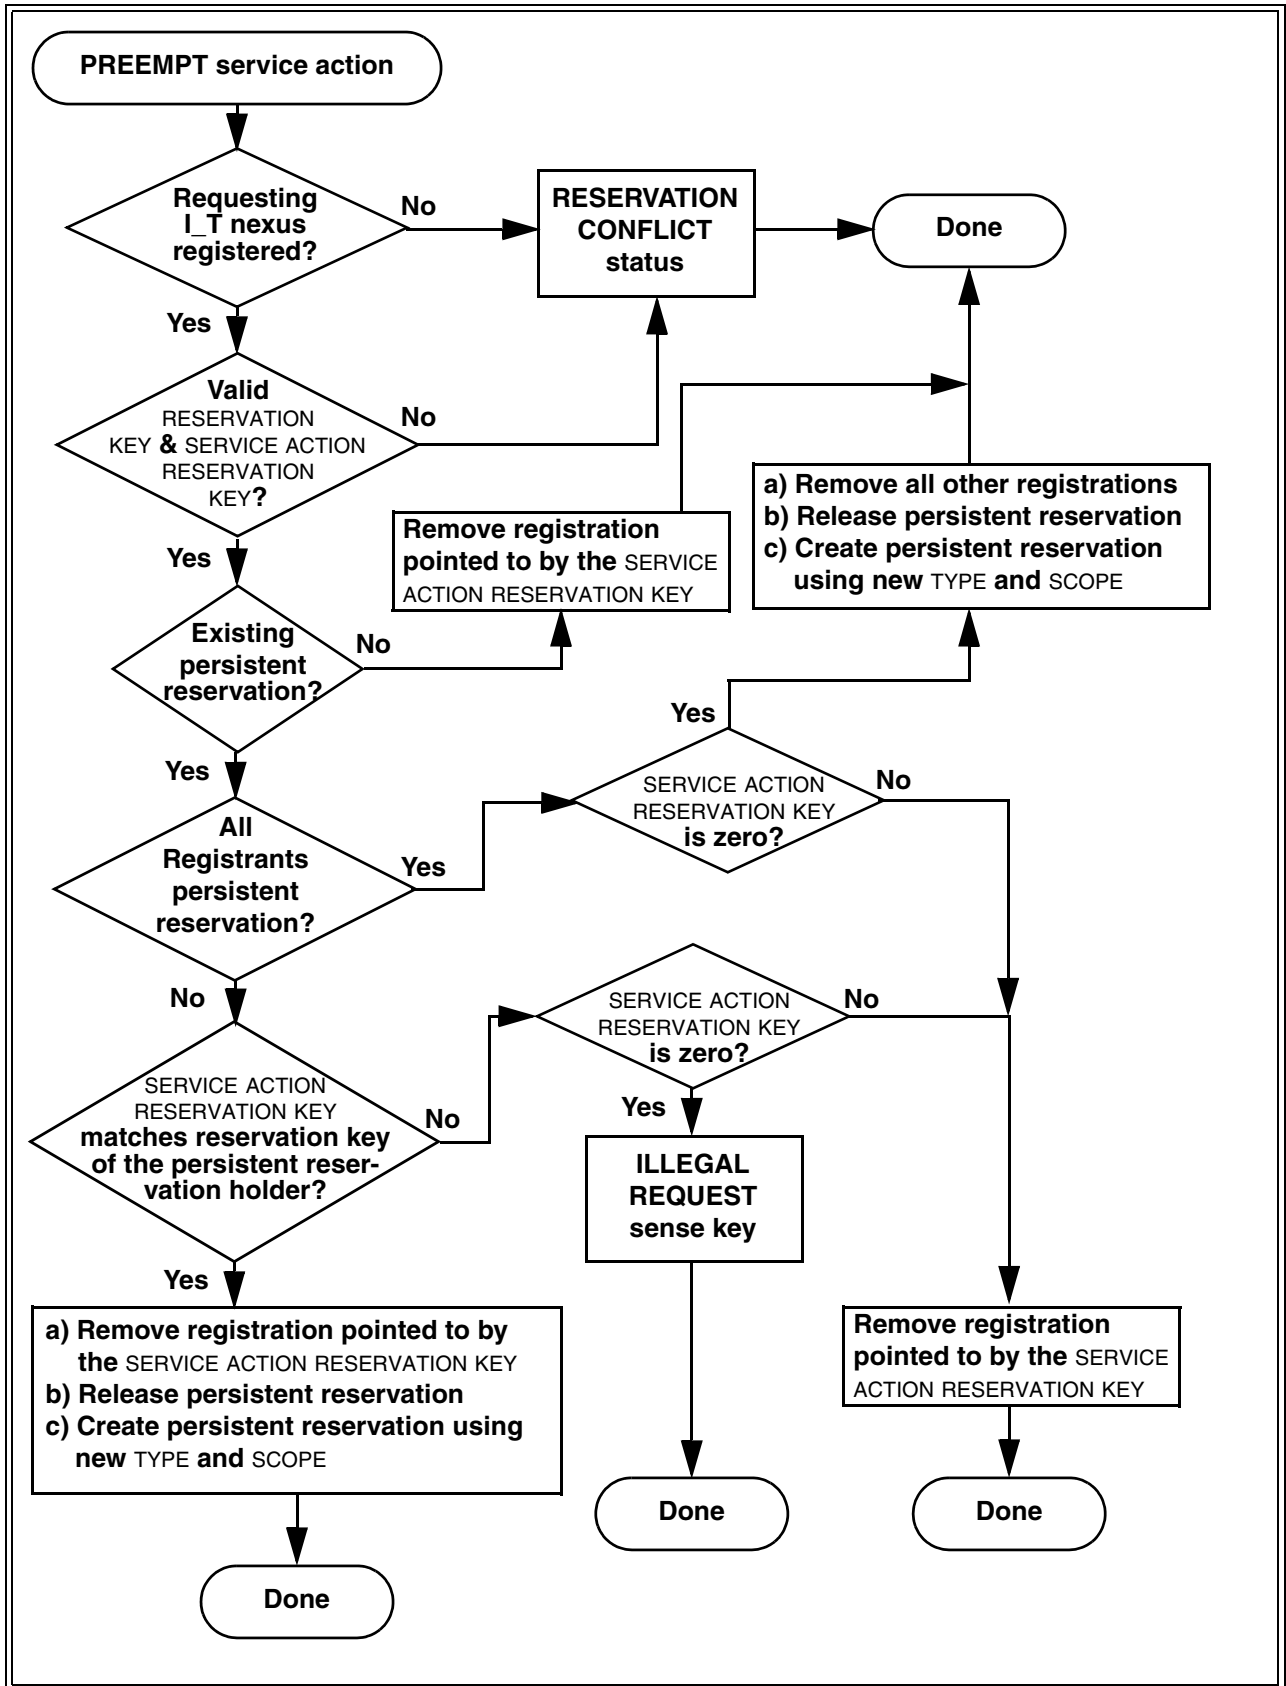 PREEMPT service action
Requesting
I_T nexus
registered?
No
RESERVATION
CONFLICT
status
Done
Yes
Valid
RESERVATION
KEY & SERVICE ACTION
RESERVATION
KEY?
No
Yes
Remove registration
pointed to by the SERVICE
ACTION RESERVATION KEY
a) Remove all other registrations
b) Release persistent reservation
c) Create persistent reservation
using new TYPE and SCOPE
Existing
persistent
reservation?
No
Yes
Yes
SERVICE ACTION
RESERVATION KEY
is zero?
No
All
Registrants
persistent
reservation?
Yes
No
SERVICE ACTION
RESERVATION KEY
is zero?
No
Yes
SERVICE ACTION
RESERVATION KEY
matches reservation key
of the persistent reser-
vation holder?
No
ILLEGAL
REQUEST
sense key
Yes
a) Remove registration pointed to by
the SERVICE ACTION RESERVATION KEY
b) Release persistent reservation
c) Create persistent reservation using
new TYPE and SCOPE
Remove registration
pointed to by the SERVICE
ACTION RESERVATION KEY
Done
Done
Done